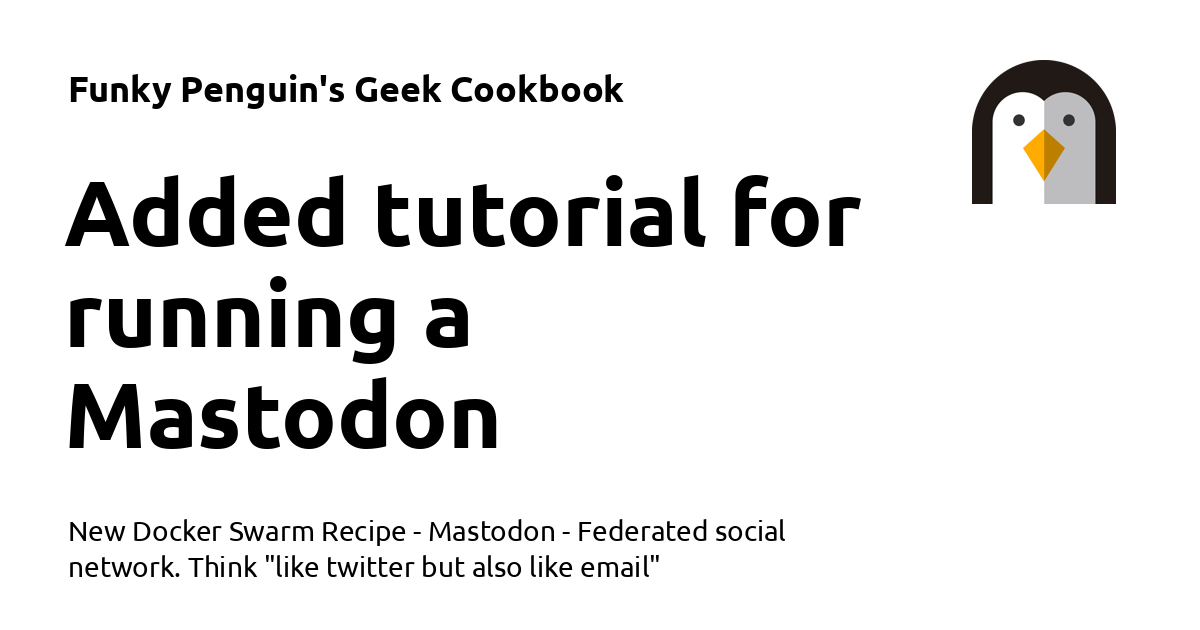 Funky Penguin's Geek Cookbook
Added tutorial for
running a
Mastodon
New Docker Swarm Recipe - Mastodon - Federated social
network. Think "like twitter but also like email"